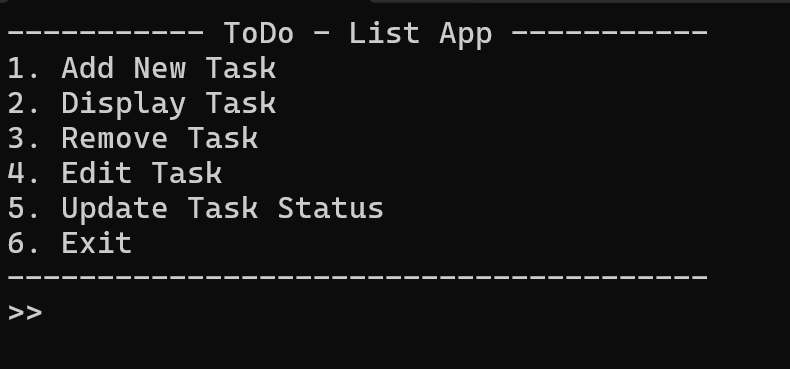 ----------- ToDo - List App -----------
1. Add New Task
2. Display Task
3. Remove Task
4. Edit Task
5. Update Task Status
6. Exit
---------------------------------------
>>